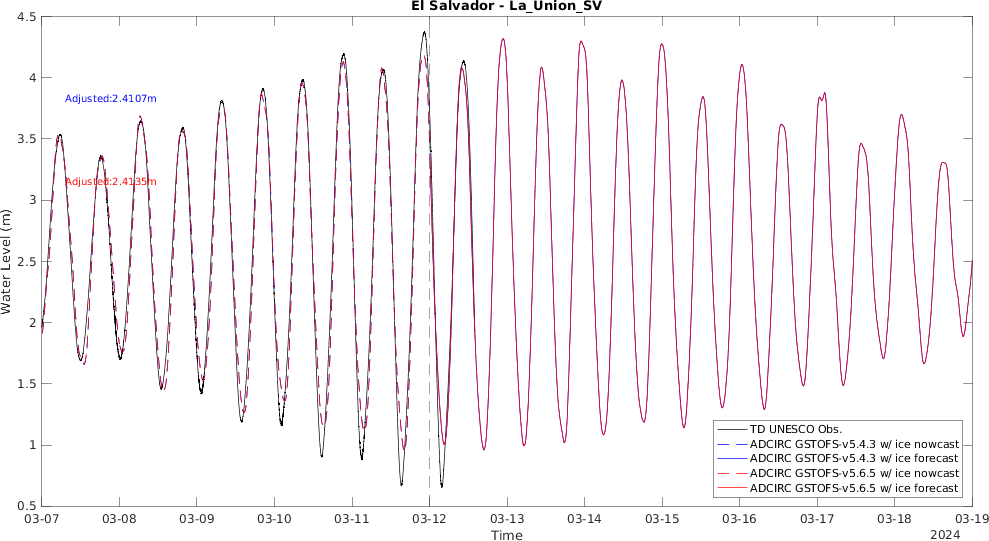 El Salvador - La_Union_SV
4.5
4
3.5
3
2.5
2
1.5
1
0.5
Water Level (m)
Adjusted:2.4107m
Adjusted:2.4135m
TD UNESCO Obs.
ADCIRC GSTOFS-v5.4.3 w/ ice nowcast
ADCIRC GSTOFS-v5.4.3 w/ ice forecast
ADCIRC GSTOFS-v5.6.5 w/ ice nowcast
ADCIRC GSTOFS-v5.6.5 w/ ice forecast
03-07 03-08 03-09 03-10 03-11 03-12 03-13 03-14 03-15 03-16 03-17 03-18 03-19
Time
2024